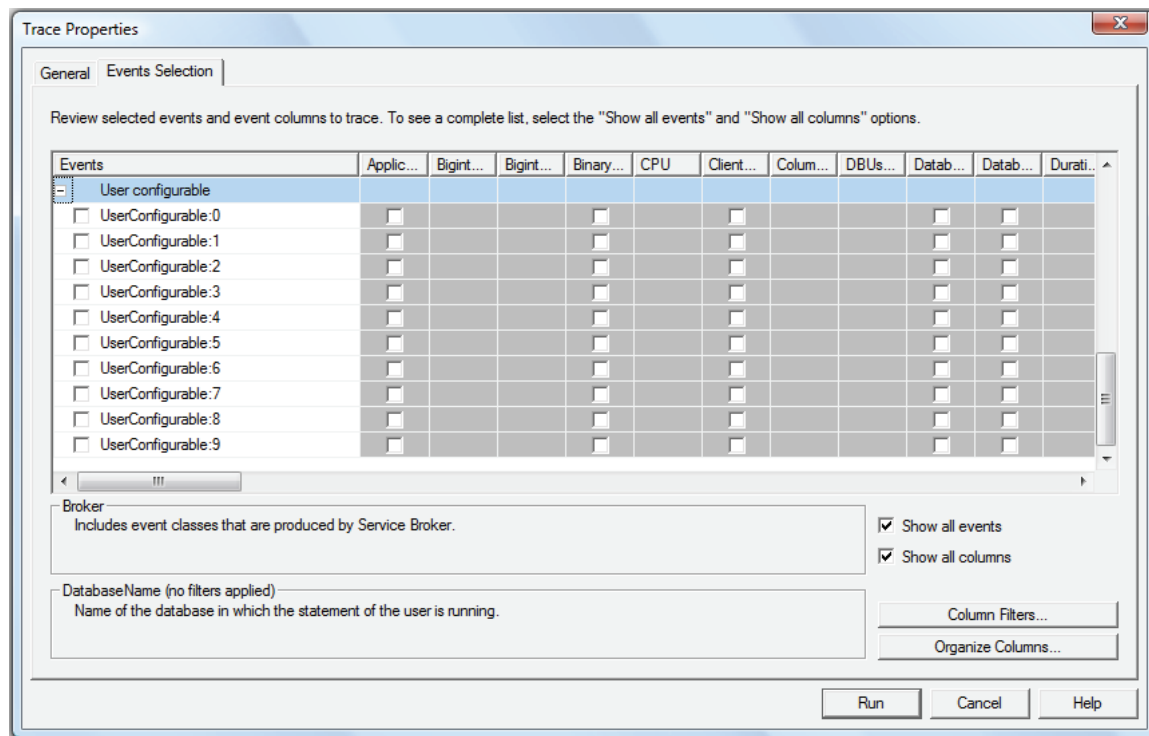 Trace Properties
General Events Selection
Review selected events and event columns to trace. To see a complete list, select the "Show all events" and "Show all columns" options.
Events Applic... Bigint... Bigint... Binary... CPU Client... Colum... DBUs... Datab... Datab... Durati..
User configurable
UserConfigurable:0
UserConfigurable:1
UserConfigurable:2
UserConfigurable:3
UserConfigurable:4
UserConfigurable:5
UserConfigurable:6
UserConfigurable:7
UserConfigurable:8
UserConfigurable:9
Broker
Includes event classes that are produced by Service Broker.
Show all events
Show all columns
DatabaseName (no filters applied)
Name of the database in which the statement of the user is running.
Column Filters...
Organize Columns...
Run Cancel Help